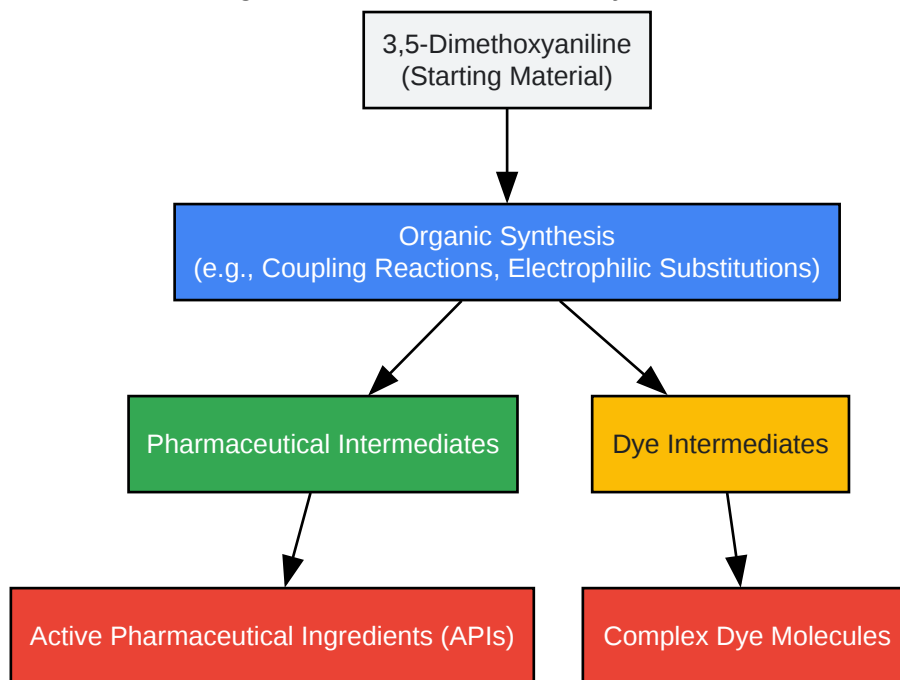 3,5-Dimethoxyaniline
(Starting Material)
Organic Synthesis
(e.g., Coupling Reactions, Electrophilic Substitutions)
Pharmaceutical Intermediates
Dye Intermediates
Active Pharmaceutical Ingredients (APIs)
Complex Dye Molecules